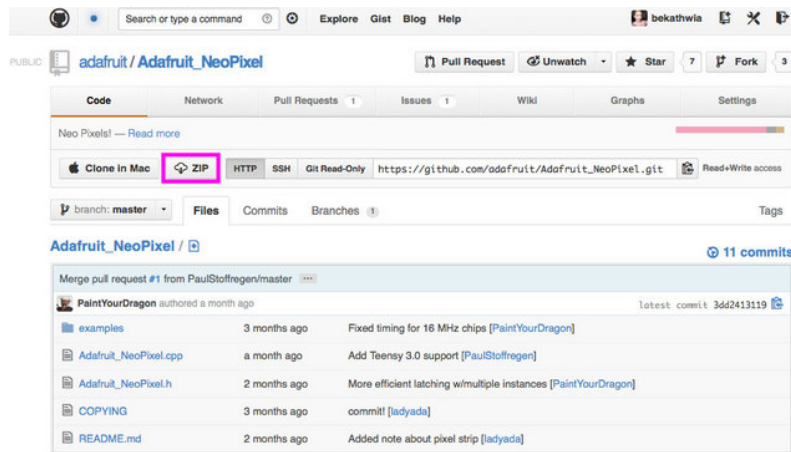 Search or type a command Explore Gist Blog Help bekathwia
PUBLIC adafruit / Adafruit_NeoPixel Pull Request Unwatch Star 7 Fork 3
Code Network Pull Requests 1 Issues 1 Wiki Graphs Settings
Neo Pixels! — Read more
Clone in Mac ZIP HTTP SSH Git Read-Only https://github.com/adafruit/Adafruit_NeoPixel.git Read+Write access
branch: master Files Commits Branches 1 Tags
Adafruit_NeoPixel /
11 commits
Merge pull request #1 from PaulStoffregen/master
PaintYourDragon authored a month ago latest commit 3dd2413119
examples 3 months ago Fixed timing for 16 MHz chips [PaintYourDragon]
Adafruit_NeoPixel.cpp a month ago Add Teensy 3.0 support [PaulStoffregen]
Adafruit_NeoPixel.h 2 months ago More efficient latching w/multiple instances [PaintYourDragon]
COPYING 3 months ago commit! [ladyada]
README.md 2 months ago Added note about pixel strip [ladyada]